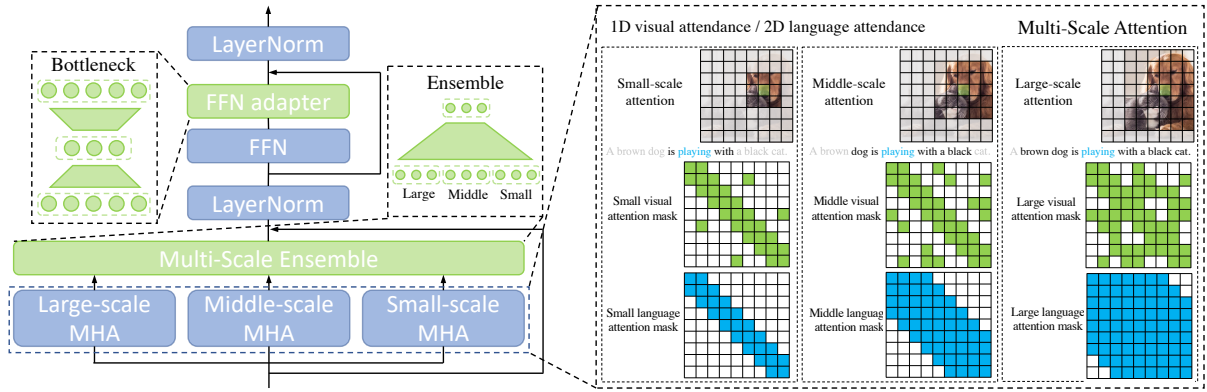 LayerNorm
Bottleneck
FFN adapter
FFN
LayerNorm
Ensemble
Large
Middle
Small
Multi-Scale Ensemble
Large-scale
MHA
Middle-scale
MHA
Small-scale
MHA
1D visual attendance / 2D language attendance
Multi-Scale Attention
Small-scale
attention
A brown dog is playing with a black cat.
Small visual
attention mask
Small language
attention mask
Middle-scale
attention
A brown dog is playing with a black cat.
Middle visual
attention mask
Middle languag
attention mask
Large-scale
attention
A brown dog is playing with a black cat.
Large visual
attention mask
Large language
attention mask